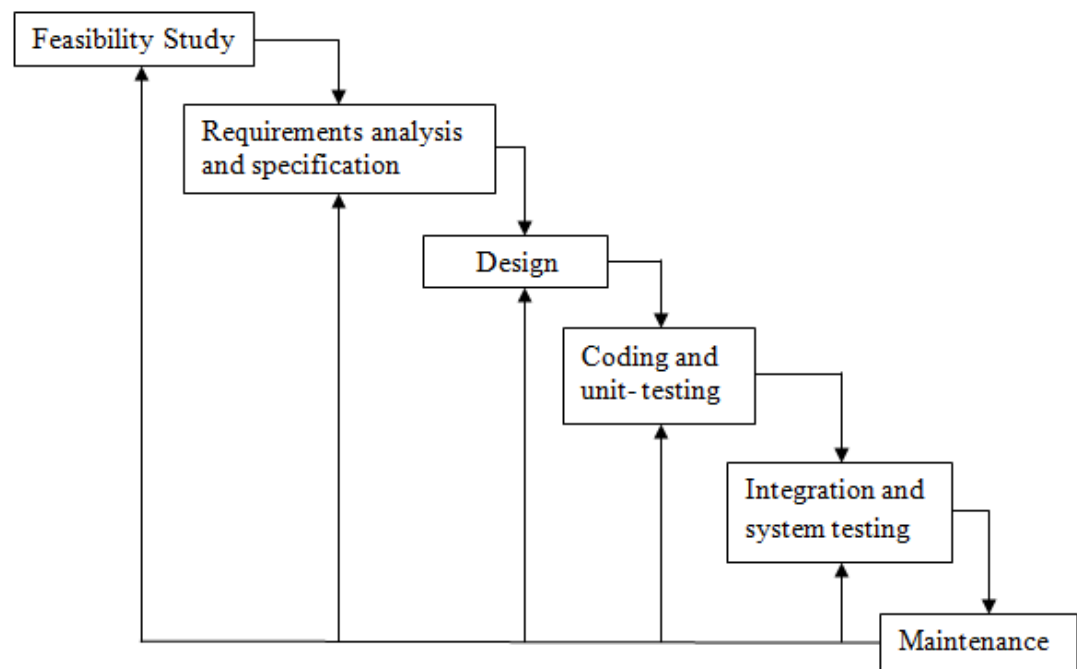 Feasibility Study
Requirements analysis
and specification
Design
Coding and
unit- testing
Integration and
system testing
Maintenance